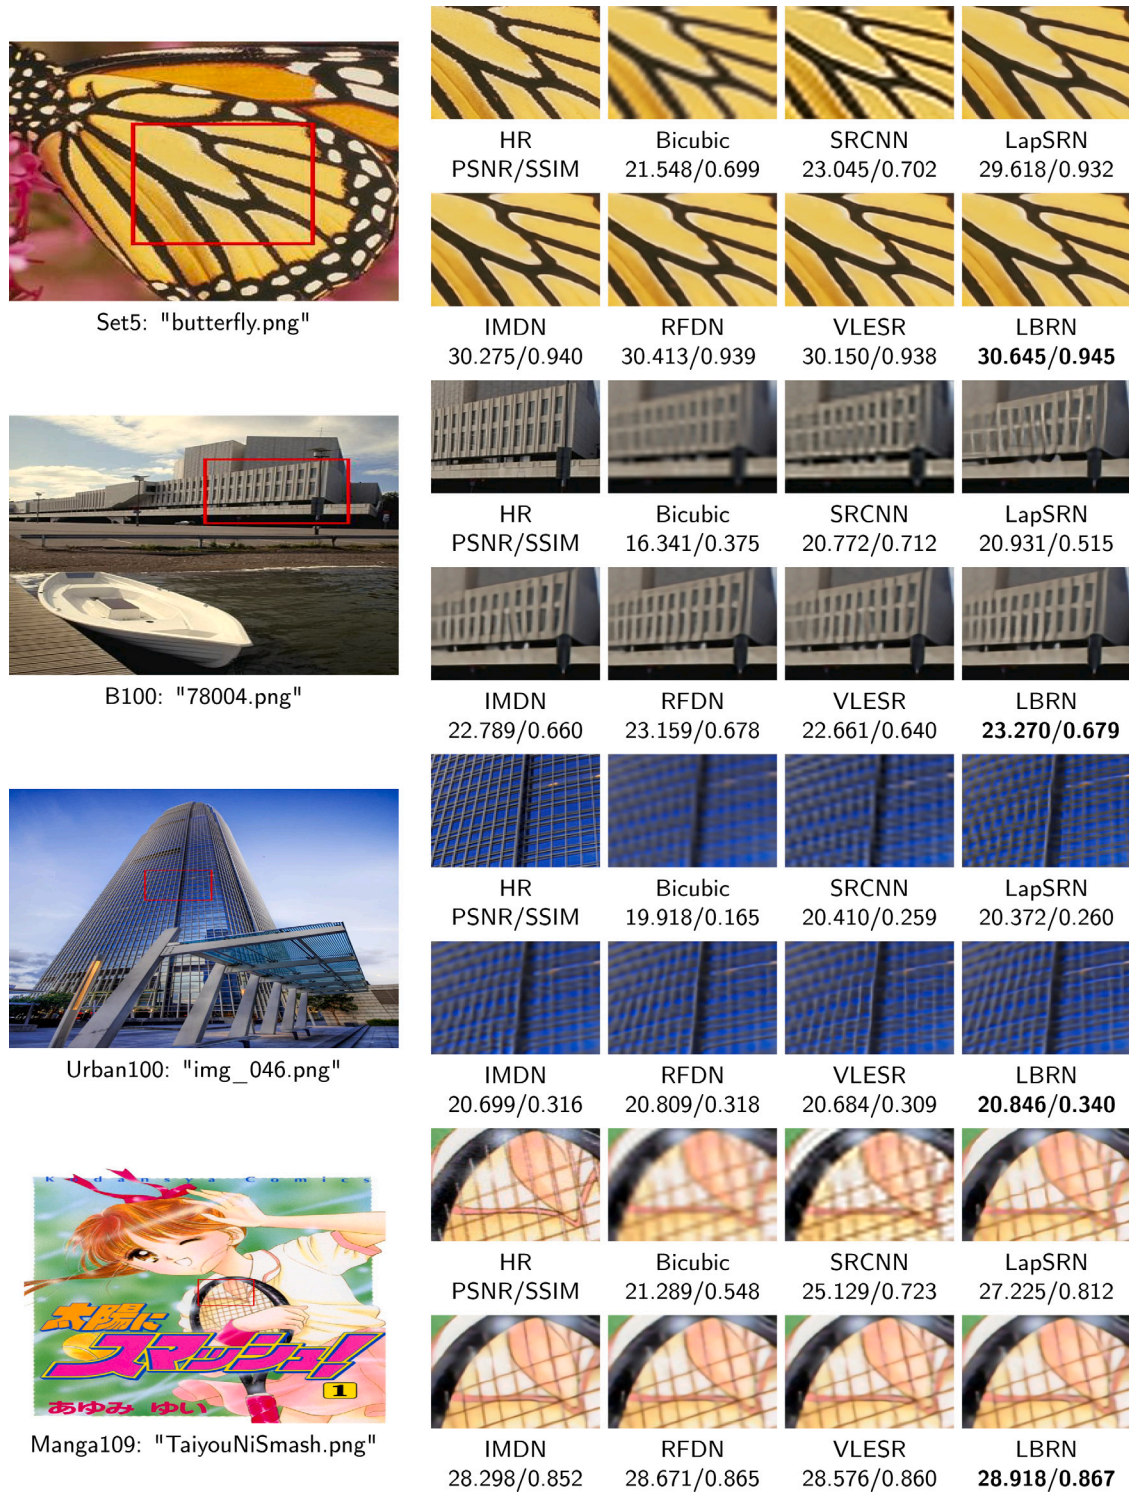 HR Bicubic SRCNN LapSRN
PSNR/SSIM 21.548/0.699 23.045/0.702 29.618/0.932
Set5: "butterfly.png"
IMDN RFDN VLESR LBRN
30.275/0.940 30.413/0.939 30.150/0.938 30.645/0.945
HR Bicubic SRCNN LapSRN
PSNR/SSIM 16.341/0.375 20.772/0.712 20.931/0.515
B100: "78004.png"
IMDN RFDN VLESR LBRN
22.789/0.660 23.159/0.678 22.661/0.640 23.270/0.679
HR Bicubic SRCNN LapSRN
PSNR/SSIM 19.918/0.165 20.410/0.259 20.372/0.260
Urban100: "img_046.png"
IMDN RFDN VLESR LBRN
20.699/0.316 20.809/0.318 20.684/0.309 20.846/0.340
Kodansya Comics
太陽に
スマッシュ!
1
あゆみ ゆい
HR Bicubic SRCNN LapSRN
PSNR/SSIM 21.289/0.548 25.129/0.723 27.225/0.812
Manga109: "TaiyouNiSmash.png"
IMDN RFDN VLESR LBRN
28.298/0.852 28.671/0.865 28.576/0.860 28.918/0.867